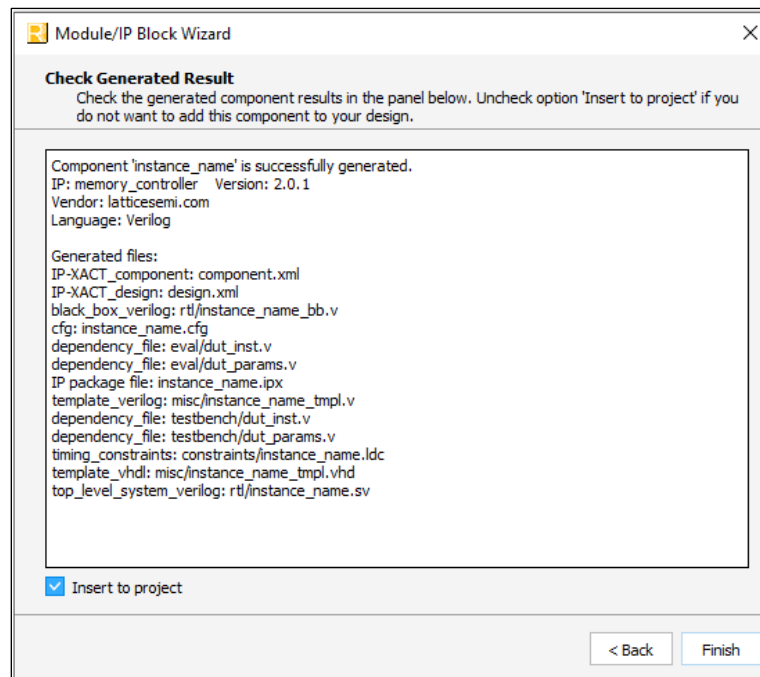 Module/IP Block Wizard
Check Generated Result
Check the generated component results in the panel below. Uncheck option 'Insert to project' if you
do not want to add this component to your design.
Component 'instance_name' is successfully generated.
IP: memory_controller    Version: 2.0.1
Vendor: latticesemi.com
Language: Verilog
Generated files:
IP-XACT_component: component.xml
IP-XACT_design: design.xml
black_box_verilog: rtl/instance_name_bb.v
cfg: instance_name.cfg
dependency_file: eval/dut_inst.v
dependency_file: eval/dut_params.v
IP package file: instance_name.ipx
template_verilog: misc/instance_name_tmpl.v
dependency_file: testbench/dut_inst.v
dependency_file: testbench/dut_params.v
timing_constraints: constraints/instance_name.ldc
template_vhdl: misc/instance_name_tmpl.vhd
top_level_system_verilog: rtl/instance_name.sv
Insert to project
< Back    Finish